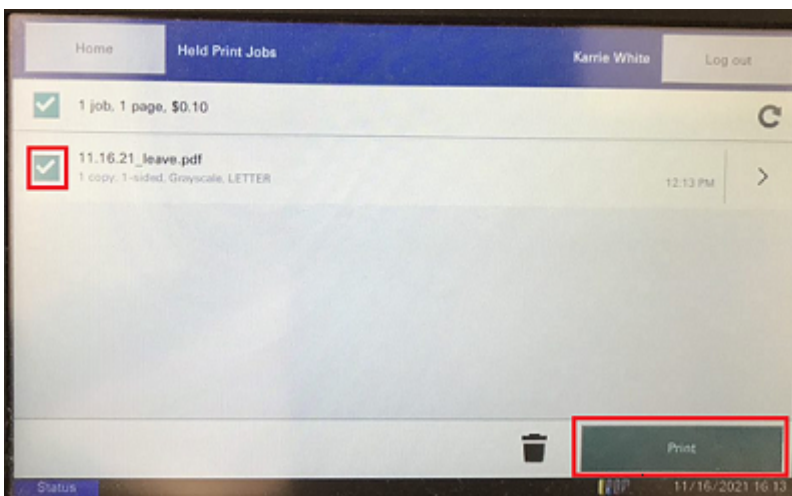 Home
Held Print Jobs
Karrie White
Log out
1 job, 1 page, $0.10
11.16.21_leave.pdf
1 copy, 1-sided, Grayscale, LETTER
12:13 PM
Print
Status
11/16/2021 16:13